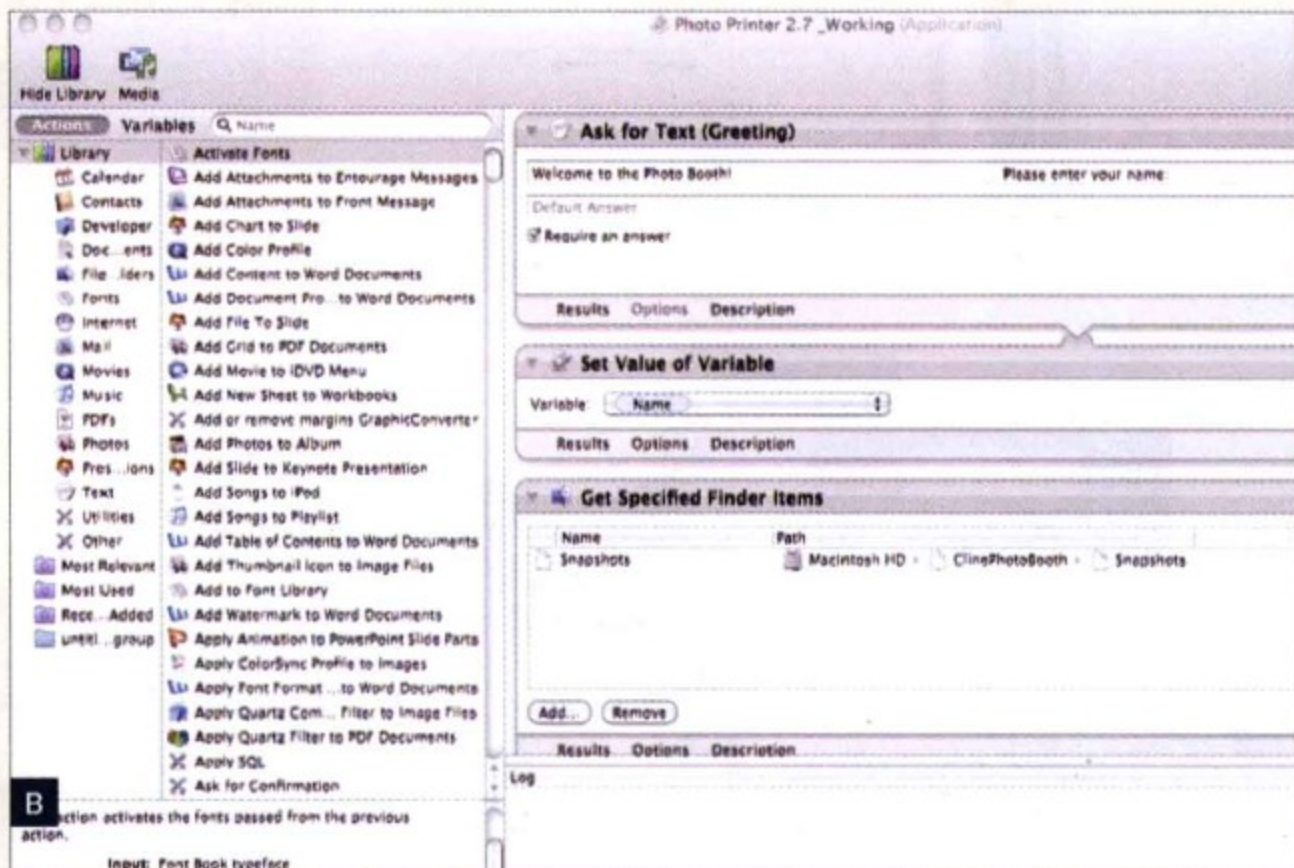 Photo Printer 2.7 _Working (Application)
Hide Library Media
Actions Variables Name
Library
Calendar
Contacts
Developer
Doc...ents
File ...lders
Fonts
Internet
Mail
Movies
Music
PDFs
Photos
Pres...ions
Text
Utilities
Other
Most Relevant
Most Used
Rece...Added
untitl...group
Activate Fonts
Add Attachments to Entourage Messages
Add Attachments to Front Message
Add Chart to Slide
Add Color Profile
Add Content to Word Documents
Add Document Pro...to Word Documents
Add File To Slide
Add Grid to PDF Documents
Add Movie to iDVD Menu
Add New Sheet to Workbooks
Add or remove margins GraphicConverter
Add Photos to Album
Add Slide to Keynote Presentation
Add Songs to iPod
Add Songs to Playlist
Add Table of Contents to Word Documents
Add Thumbnail Icon to Image Files
Add to Font Library
Add Watermark to Word Documents
Apply Animation to PowerPoint Slide Parts
Apply ColorSync Profile to Images
Apply Font Format ...to Word Documents
Apply Quartz Com... Filter to Image Files
Apply Quartz Filter to PDF Documents
Apply SQL
Ask for Confirmation
B
action activates the fonts passed from the previous
action.
Input: Font Book typeface
Ask for Text (Greeting)
Welcome to the Photo Booth! Please enter your name:
Default Answer
Require an answer
Results Options Description
Set Value of Variable
Variable: Name
Results Options Description
Get Specified Finder Items
Name Path
Snapshots Macintosh HD ClinePhotoBooth Snapshots
Add... Remove
Results Options Description
Log